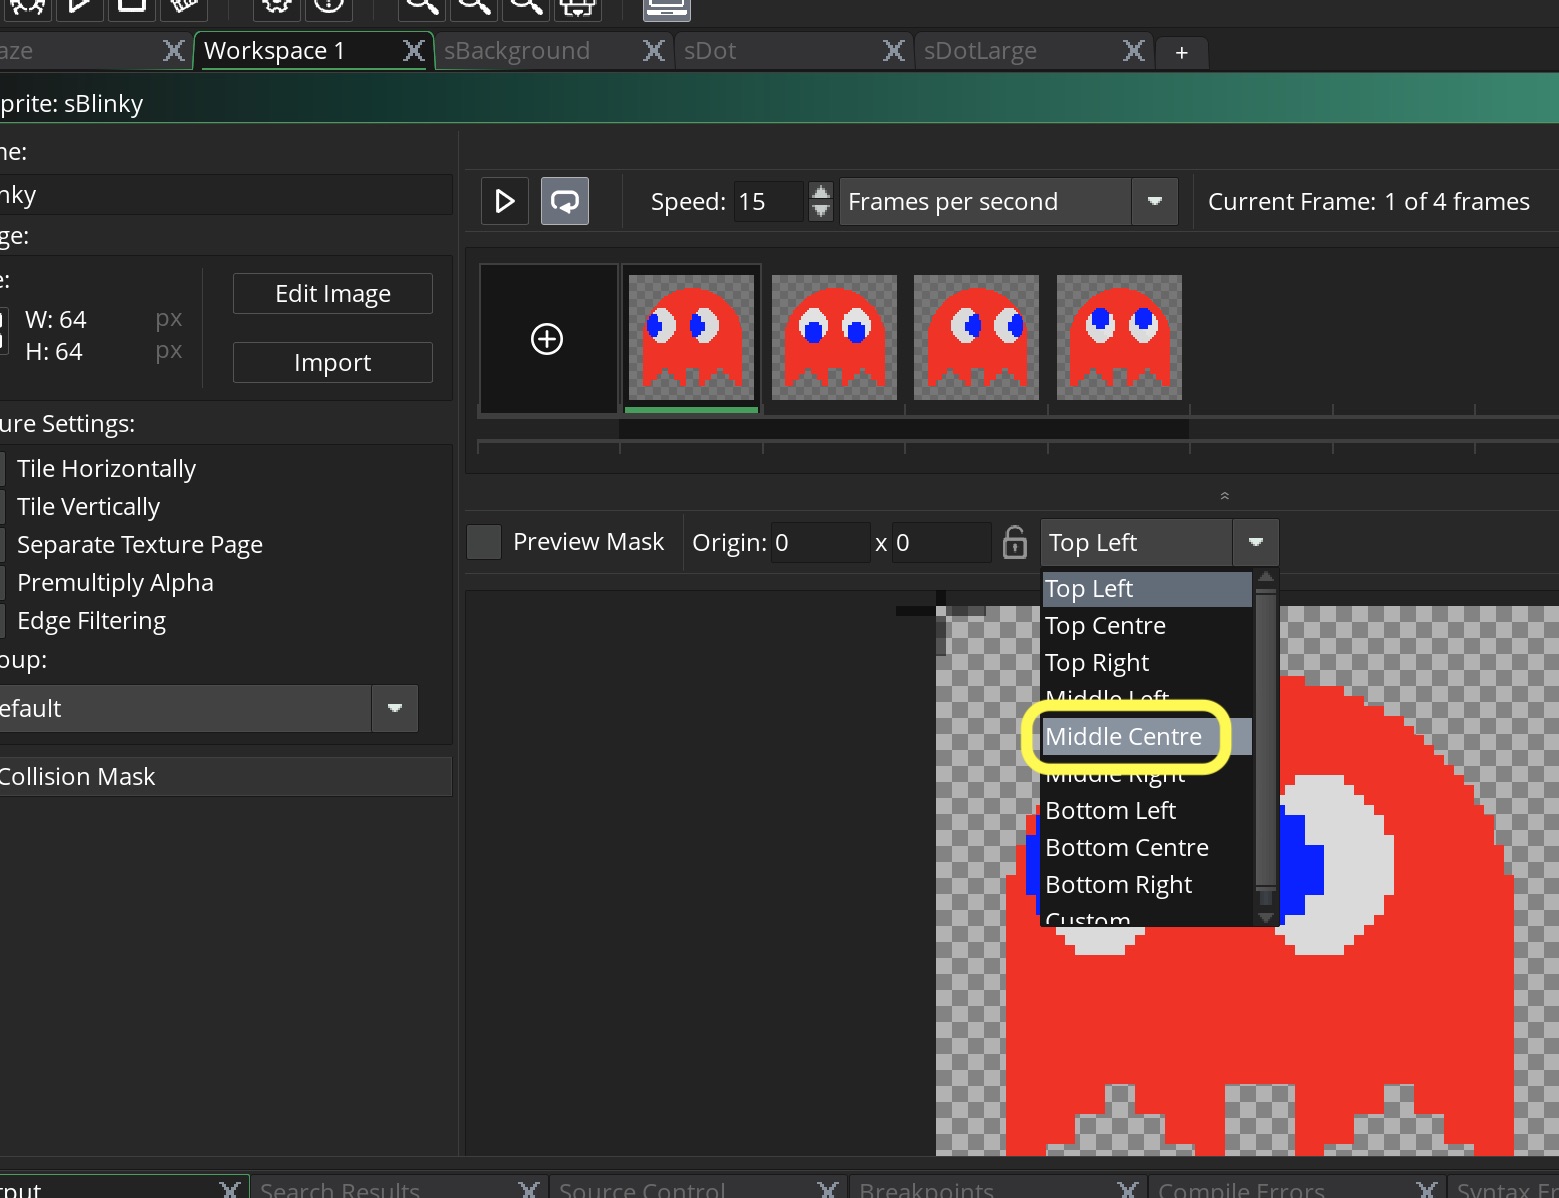 aze
Workspace 1
sBackground
sDot
sDotLarge
+
prite: sBlinky
me:
nky
Speed: 15
Frames per second
Current Frame: 1 of 4 frames
ge:
e:
W: 64 px
H: 64 px
Edit Image
Import
ure Settings:
Tile Horizontally
Tile Vertically
Separate Texture Page
Premultiply Alpha
Edge Filtering
oup:
efault
Collision Mask
Preview Mask
Origin: 0 x 0
Top Left
Top Left
Top Centre
Top Right
Middle Left
Middle Centre
Middle Right
Bottom Left
Bottom Centre
Bottom Right
Custom
tput
Search Results
Source Control
Breakpoints
Compile Errors
Syntax Er